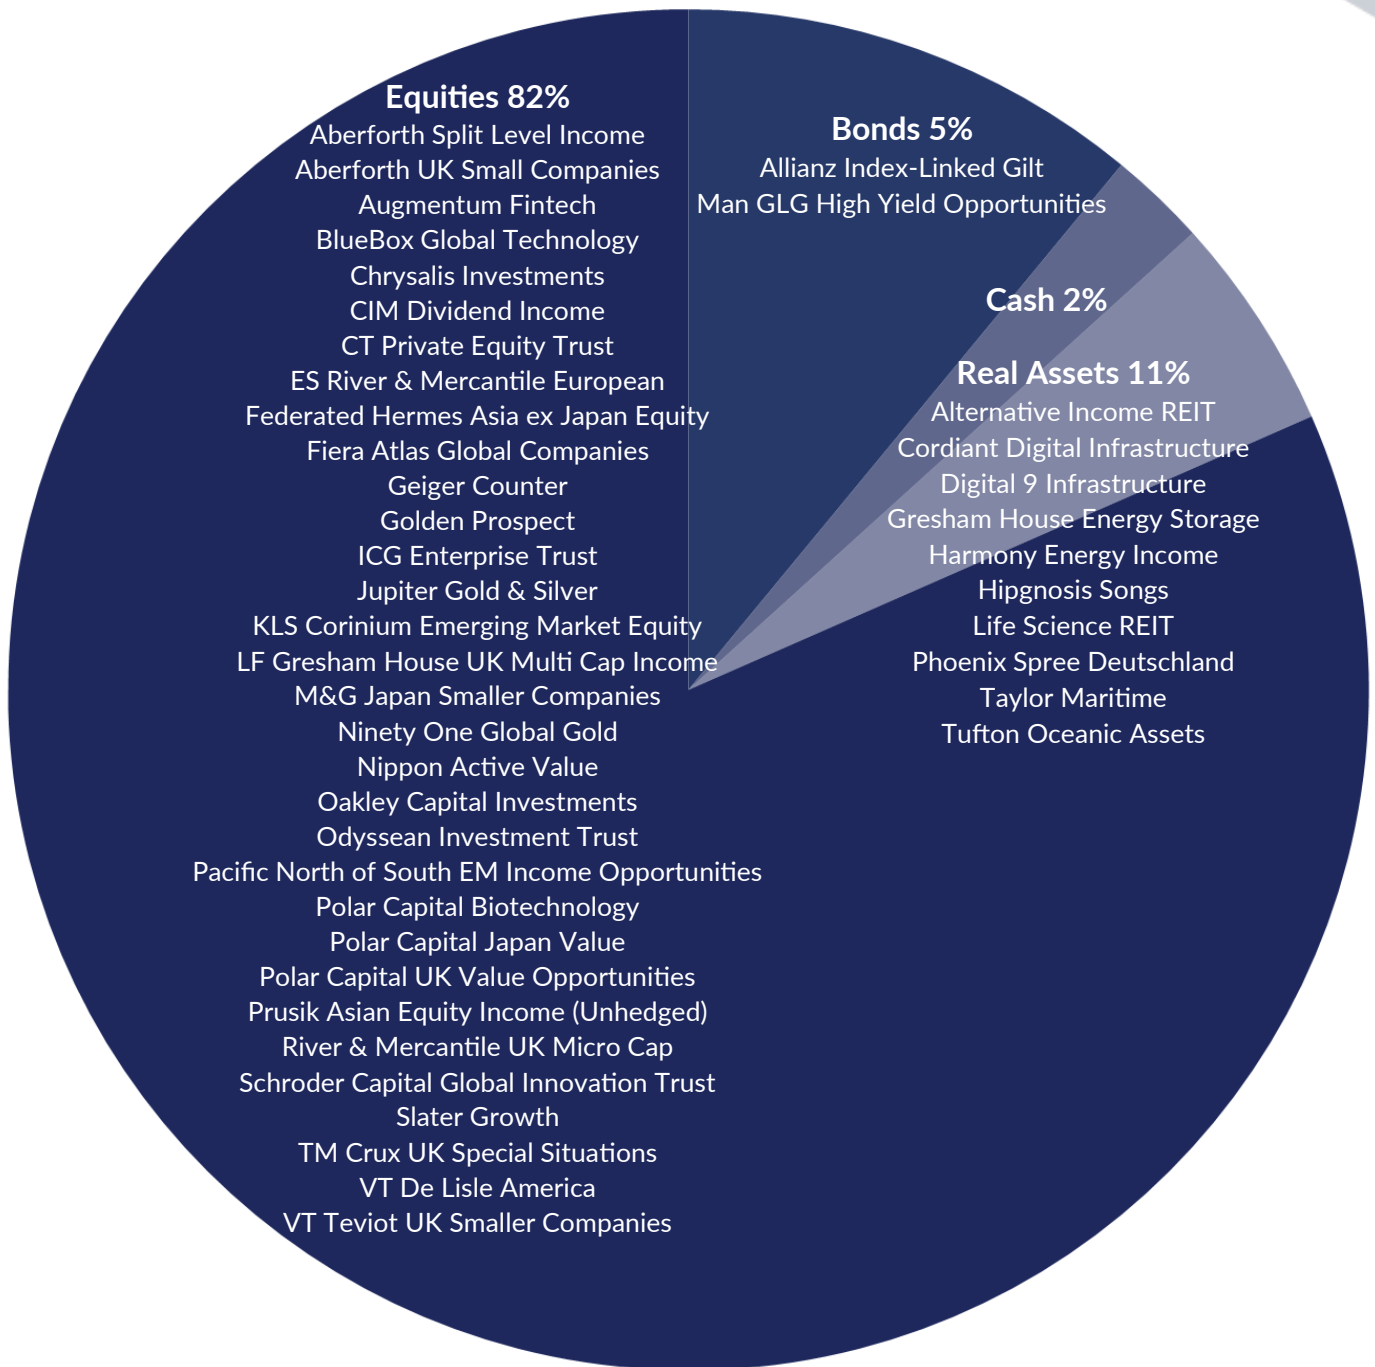 Equities 82%
Aberforth Split Level Income
Aberforth UK Small Companies
Augmentum Fintech
BlueBox Global Technology
Chrysalis Investments
CIM Dividend Income
CT Private Equity Trust
ES River & Mercantile European
Federated Hermes Asia ex Japan Equity
Fiera Atlas Global Companies
Geiger Counter
Golden Prospect
ICG Enterprise Trust
Jupiter Gold & Silver
KLS Corinium Emerging Market Equity
LF Gresham House UK Multi Cap Income
M&G Japan Smaller Companies
Ninety One Global Gold
Nippon Active Value
Oakley Capital Investments
Odyssean Investment Trust
Pacific North of South EM Income Opportunities
Polar Capital Biotechnology
Polar Capital Japan Value
Polar Capital UK Value Opportunities
Prusik Asian Equity Income (Unhedged)
River & Mercantile UK Micro Cap
Schroder Capital Global Innovation Trust
Slater Growth
TM Crux UK Special Situations
VT De Lisle America
VT Teviot UK Smaller Companies
Bonds 5%
Allianz Index-Linked Gilt
Man GLG High Yield Opportunities
Cash 2%
Real Assets 11%
Alternative Income REIT
Cordiant Digital Infrastructure
Digital 9 Infrastructure
Gresham House Energy Storage
Harmony Energy Income
Hipgnosis Songs
Life Science REIT
Phoenix Spree Deutschland
Taylor Maritime
Tufton Oceanic Assets